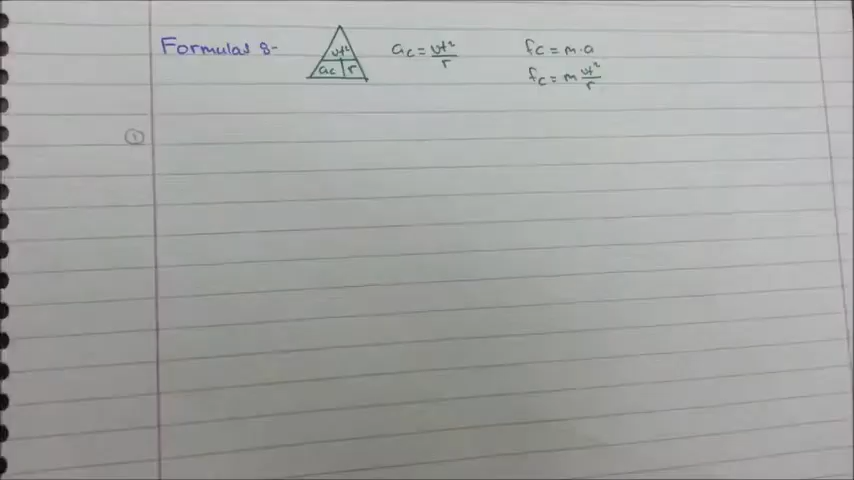 Formulas :-
vt²
ac r
ac = vt²/r
fc = m·a
fc = m vt²/r
①